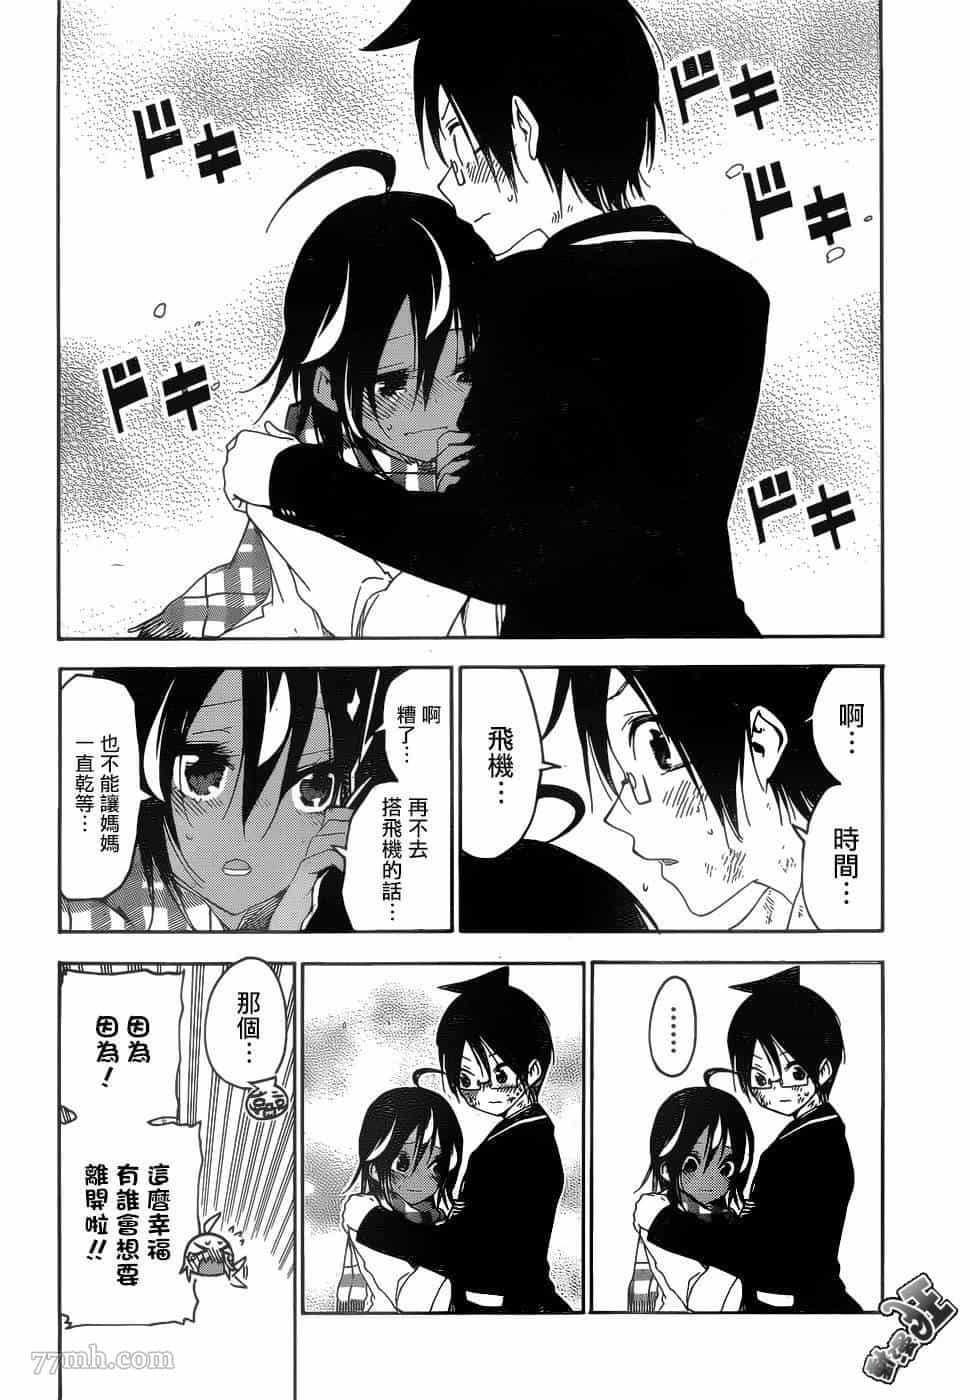 ドキ
ドキ
ドキ
ドキ
ドキ
啊…
時間…
飛機…
啊
糟了…
再不去
搭飛機的話…
也不能讓媽媽
一直乾等…
……
那個…
因為
因為！
這麼幸福
有誰會想要
離開啦！！
77mh.com